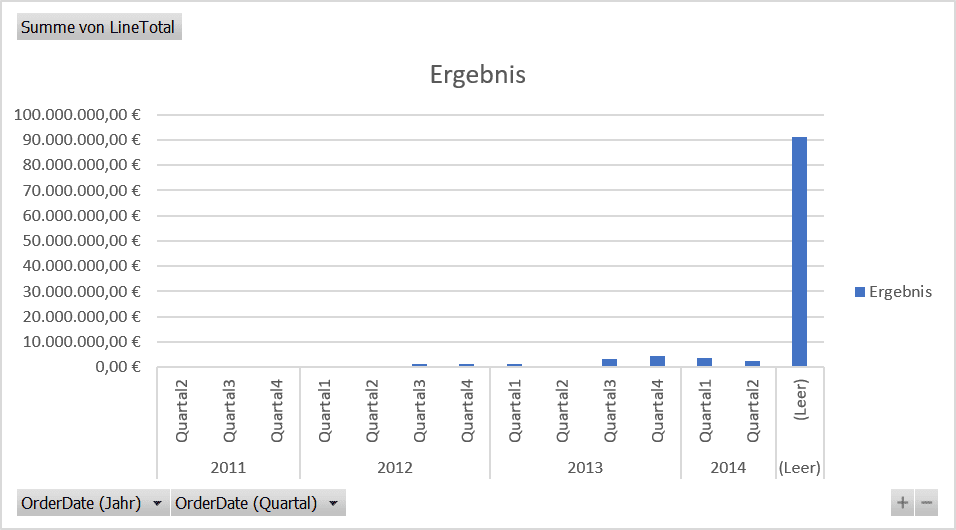 Summe von LineTotal
Ergebnis
100.000.000,00 €
90.000.000,00 €
80.000.000,00 €
70.000.000,00 €
60.000.000,00 €
50.000.000,00 €
40.000.000,00 €
30.000.000,00 €
20.000.000,00 €
10.000.000,00 €
0,00 €
Ergebnis
Quartal2
Quartal3
Quartal4
Quartal1
Quartal2
Quartal3
Quartal4
Quartal1
Quartal2
Quartal3
Quartal4
Quartal1
Quartal2
(Leer)
2011
2012
2013
2014
(Leer)
OrderDate (Jahr)
OrderDate (Quartal)
+ −